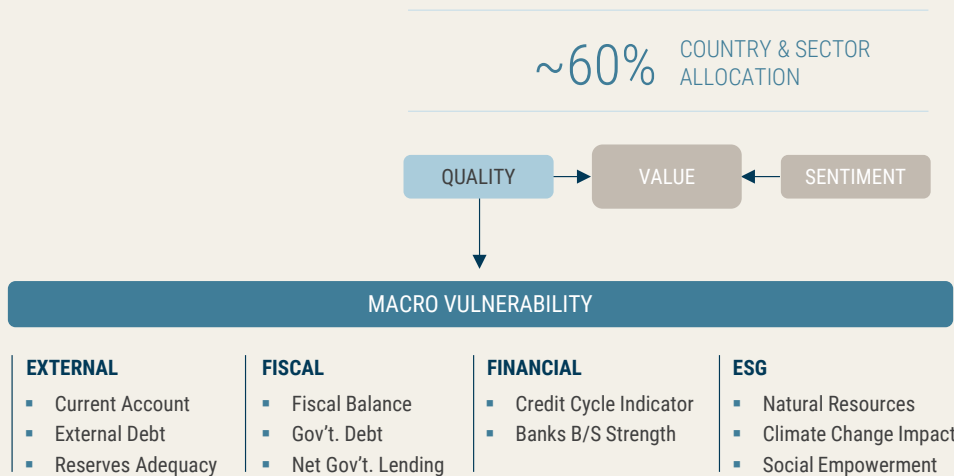 ~60%
COUNTRY & SECTOR
ALLOCATION
QUALITY
VALUE
SENTIMENT
MACRO VULNERABILITY
EXTERNAL
▪ Current Account
▪ External Debt
▪ Reserves Adequacy
FISCAL
▪ Fiscal Balance
▪ Gov't. Debt
▪ Net Gov't. Lending
FINANCIAL
▪ Credit Cycle Indicator
▪ Banks B/S Strength
ESG
▪ Natural Resources
▪ Climate Change Impact
▪ Social Empowerment